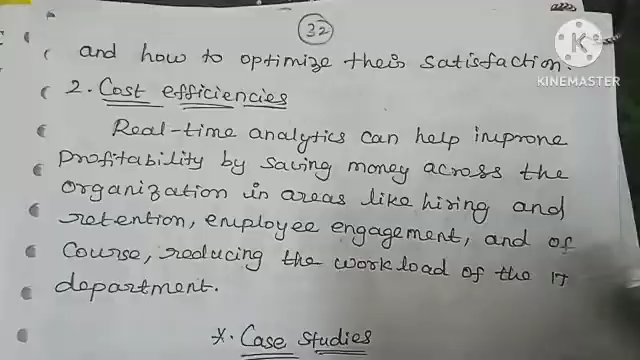 32
and how to optimize their satisfaction.
KINEMASTER
2. Cost efficiencies
Real-time analytics can help improne
profitability by saving money across the
organization in areas like hiring and
retention, employee engagement, and of
course, reducing the workload of the IT
department.
*. Case studies